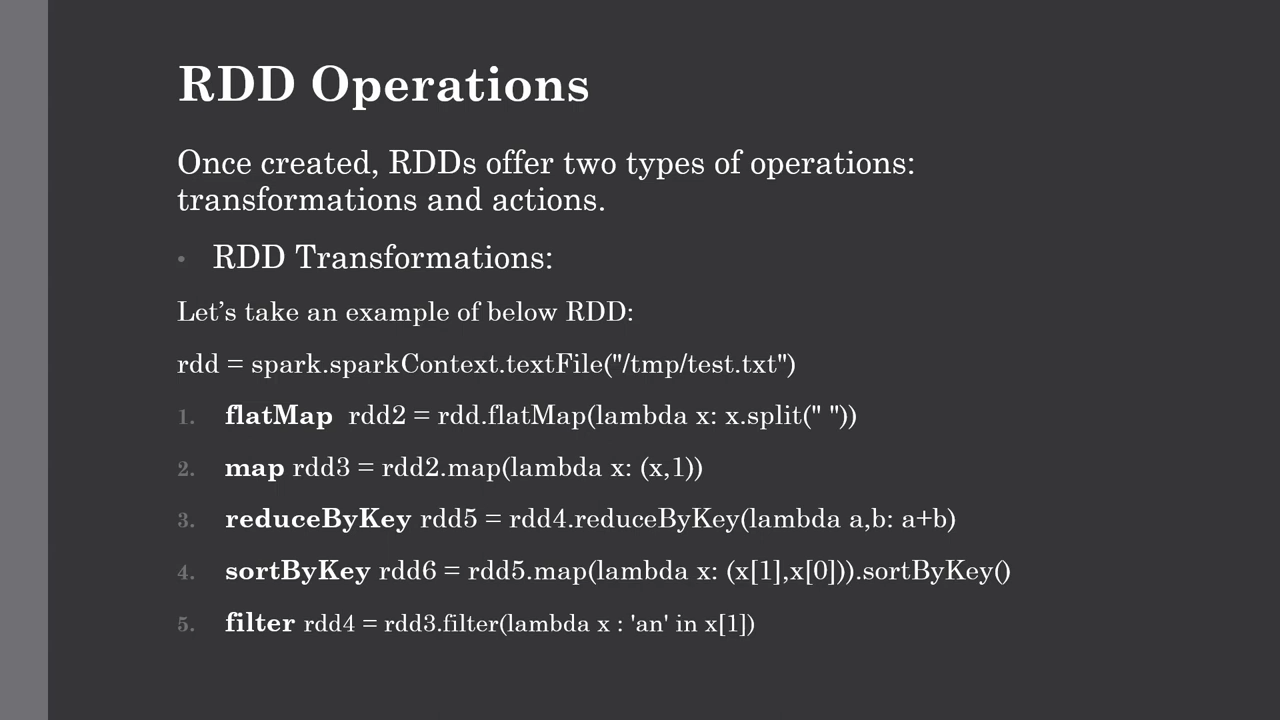 RDD Operations
Once created, RDDs offer two types of operations:
transformations and actions.
• RDD Transformations:
Let’s take an example of below RDD:
rdd = spark.sparkContext.textFile("/tmp/test.txt")
1. flatMap rdd2 = rdd.flatMap(lambda x: x.split(" "))
2. map rdd3 = rdd2.map(lambda x: (x,1))
3. reduceByKey rdd5 = rdd4.reduceByKey(lambda a,b: a+b)
4. sortByKey rdd6 = rdd5.map(lambda x: (x[1],x[0])).sortByKey()
5. filter rdd4 = rdd3.filter(lambda x : 'an' in x[1])